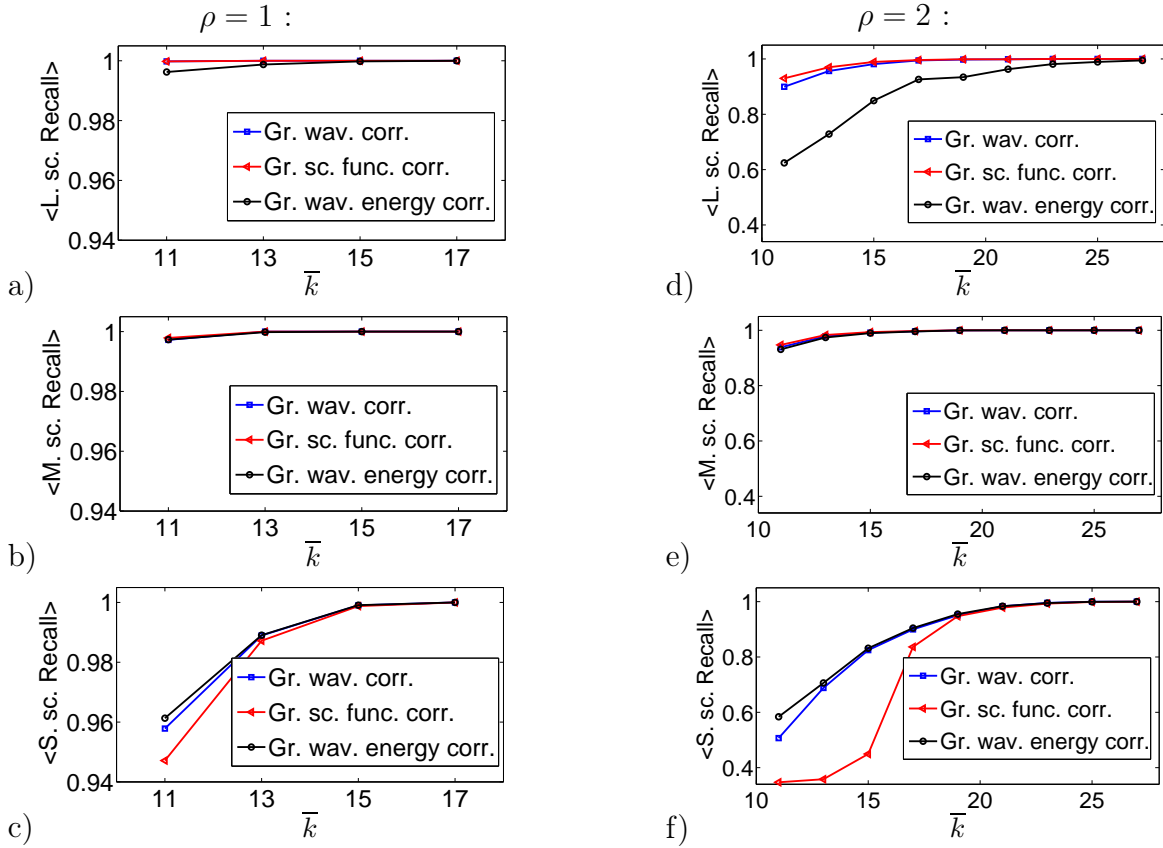 ρ = 1 :
<L. sc. Recall>
1
0.98
0.96
0.94
11
13
15
17
Gr. wav. corr.
Gr. sc. func. corr.
Gr. wav. energy corr.
k̅
a)
<M. sc. Recall>
1
0.98
0.96
0.94
11
13
15
17
Gr. wav. corr.
Gr. sc. func. corr.
Gr. wav. energy corr.
k̅
b)
<S. sc. Recall>
1
0.98
0.96
0.94
11
13
15
17
Gr. wav. corr.
Gr. sc. func. corr.
Gr. wav. energy corr.
k̅
c)
ρ = 2 :
<L. sc. Recall>
1
0.8
0.6
0.4
10
15
20
25
Gr. wav. corr.
Gr. sc. func. corr.
Gr. wav. energy corr.
k̅
d)
<M. sc. Recall>
1
0.8
0.6
0.4
10
15
20
25
Gr. wav. corr.
Gr. sc. func. corr.
Gr. wav. energy corr.
k̅
e)
<S. sc. Recall>
1
0.8
0.6
0.4
10
15
20
25
Gr. wav. corr.
Gr. sc. func. corr.
Gr. wav. energy corr.
k̅
f)